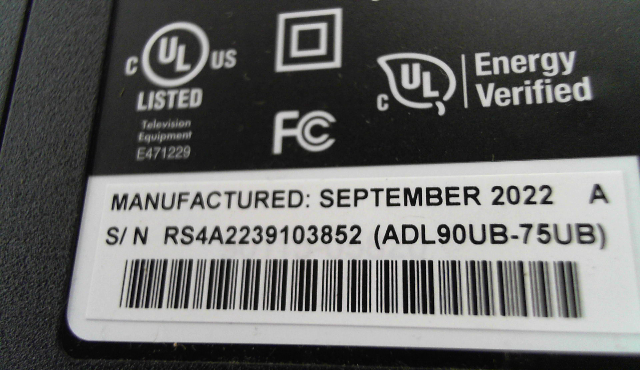 C UL US
LISTED
Television
Equipment
E471229
FC
C UL
Energy
Verified
MANUFACTURED: SEPTEMBER 2022 A
S/N RS4A2239103852 (ADL90UB-75UB)